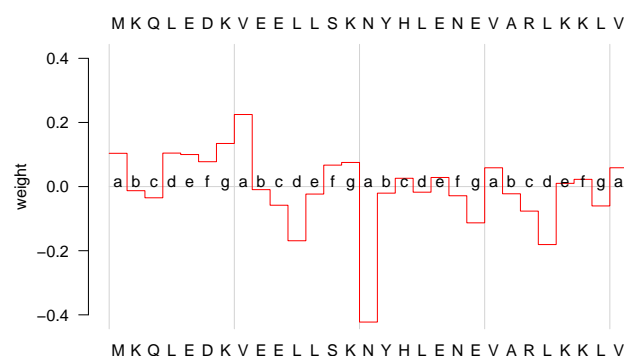 M K Q L E D K V E E L L S K N Y H L E N E V A R L K K L V
0.4
0.2
0.0
−0.2
−0.4
weight
a b c d e f g a b c d e f g a b c d e f g a b c d e f g a
M K Q L E D K V E E L L S K N Y H L E N E V A R L K K L V